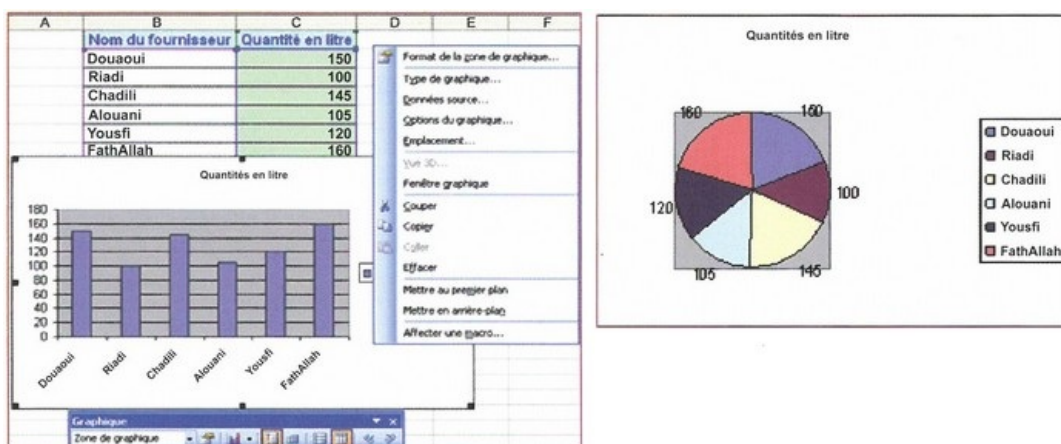 A B C D E F
Nom du fournisseur Quantité en litre
Douaoui 150
Riadi 100
Chadili 145
Alouani 105
Yousfi 120
FathAllah 160
Format de la zone de graphique...
Type de graphique...
Données source...
Options du graphique...
Emplacement...
Vue 3D...
Fenêtre graphique
Couper
Copier
Coller
Effacer
Mettre au premier plan
Mettre en arrière-plan
Affecter une macro...
Quantités en litre
180
160
140
120
100
80
60
40
20
0
Douaoui
Riadi
Chadili
Alouani
Yousfi
FathAllah
Graphique
Zone de graphique
Quantités en litre
160
100
145
105
120
Douaoui
Riadi
Chadili
Alouani
Yousfi
FathAllah